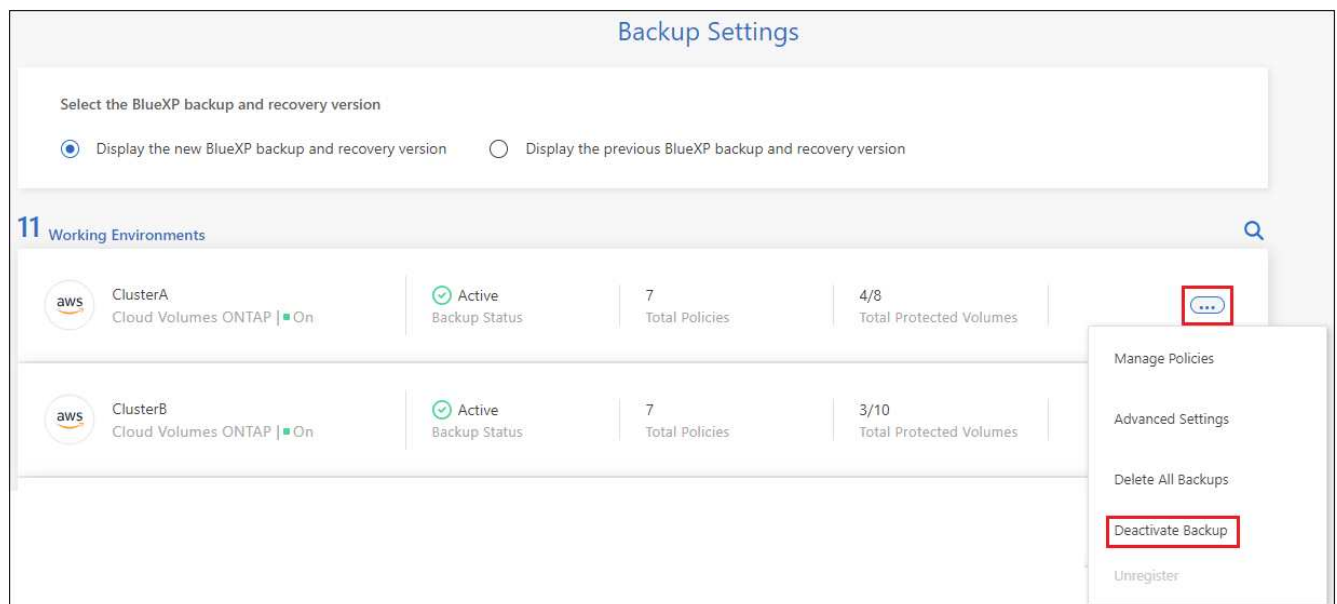 Backup Settings
Select the BlueXP backup and recovery version
Display the new BlueXP backup and recovery version Display the previous BlueXP backup and recovery version
11 Working Environments
aws ClusterA Active 7 4/8 ...
Cloud Volumes ONTAP | On Backup Status Total Policies Total Protected Volumes
Manage Policies
aws ClusterB Active 7 3/10
Cloud Volumes ONTAP | On Backup Status Total Policies Total Protected Volumes
Advanced Settings
Delete All Backups
Deactivate Backup
Unregister